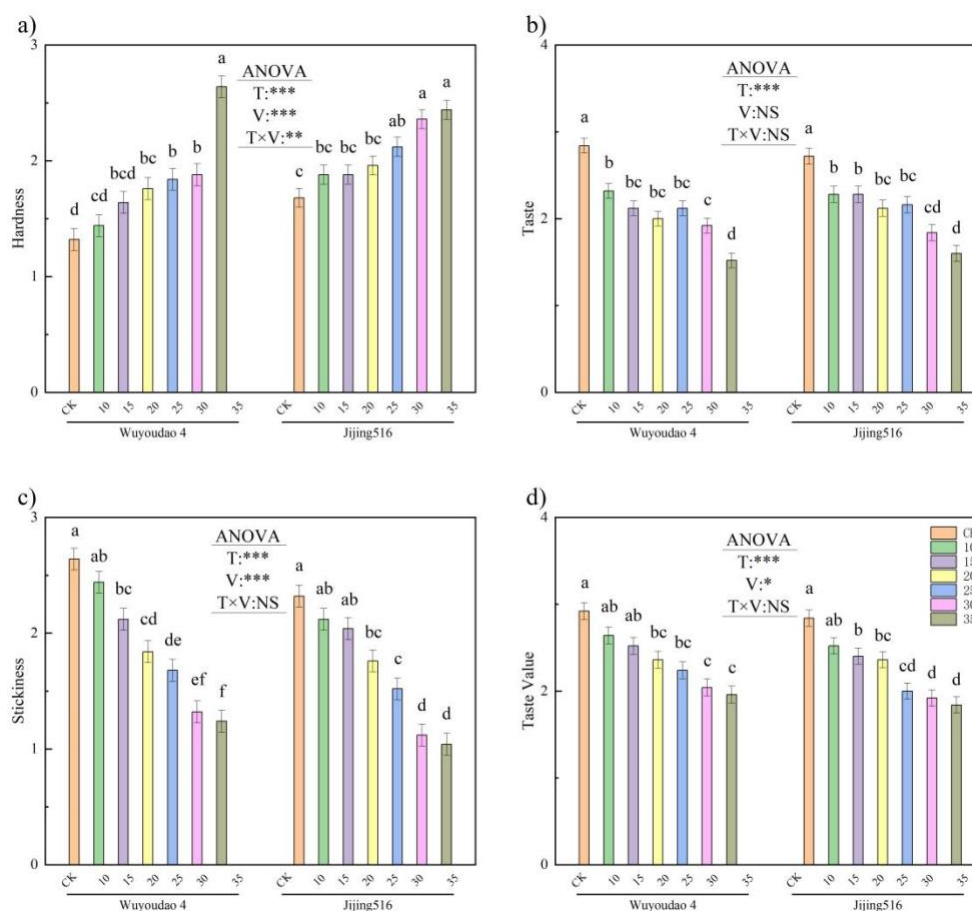 a)
3
2
1
0
Hardness
ANOVA
T:***
V:***
T×V:**
d
cd
bcd
bc
b
b
a
c
bc
bc
bc
ab
a
a
CK 10 15 20 25 30 35 CK 10 15 20 25 30 35
Wuyoudao 4 Jijing516
b)
4
2
0
Taste
ANOVA
T:***
V:NS
T×V:NS
a
b
bc
bc
bc
c
d
a
b
b
bc
bc
cd
d
CK 10 15 20 25 30 35 CK 10 15 20 25 30 35
Wuyoudao 4 Jijing516
c)
3
2
1
0
Stickiness
ANOVA
T:***
V:***
T×V:NS
a
ab
bc
cd
de
ef
f
a
ab
ab
bc
c
d
d
CK 10 15 20 25 30 35 CK 10 15 20 25 30 35
Wuyoudao 4 Jijing516
d)
4
2
0
Taste Value
ANOVA
T:***
V:*
T×V:NS
a
ab
ab
bc
bc
c
c
a
ab
b
bc
cd
d
d
CK 10 15 20 25 30 35 CK 10 15 20 25 30 35
Wuyoudao 4 Jijing516